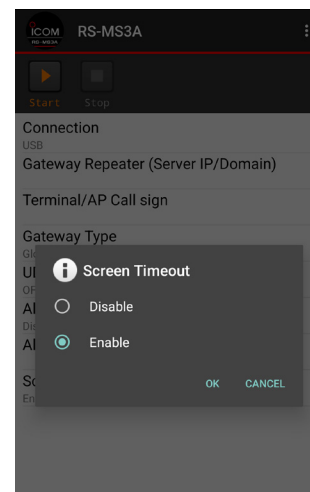 ICOM
RS-MS3A
RS-MS3A
Start
Stop
Connection
USB
Gateway Repeater (Server IP/Domain)
Terminal/AP Call sign
Gateway Type
Screen Timeout
Disable
Enable
OK
CANCEL